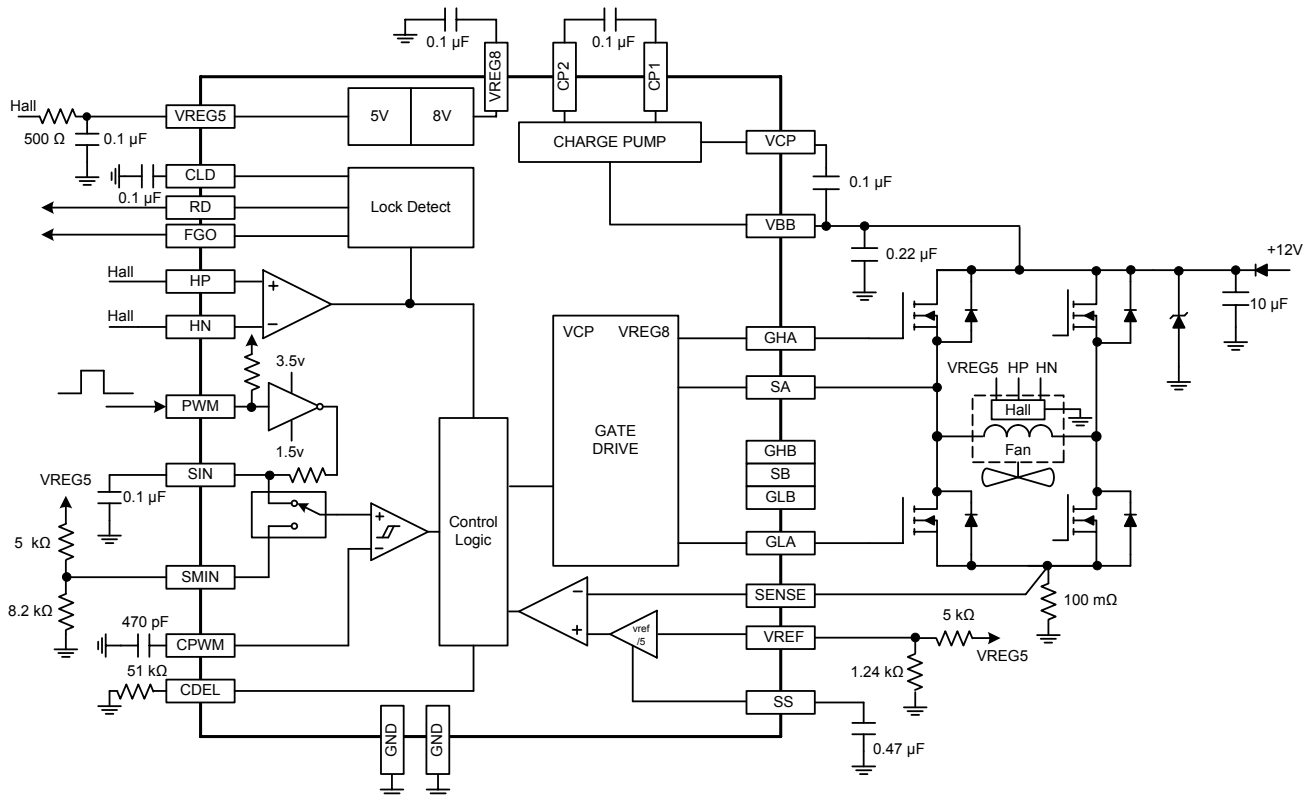 0.1 µF
0.1 µF
VREG8
CP2
CP1
Hall
VREG5
500 Ω
0.1 µF
5V
8V
CHARGE PUMP
VCP
CLD
0.1 µF
0.1 µF
RD
Lock Detect
FGO
VBB
0.22 µF
+12V
Hall
HP
10 µF
Hall
HN
VCP
VREG8
GHA
3.5v
VREG5 HP HN
SA
Hall
PWM
1.5v
GATE
DRIVE
GHB
Fan
SIN
SB
VREG5
0.1 µF
GLB
5 kΩ
Control
Logic
GLA
SMIN
SENSE
8.2 kΩ
100 mΩ
470 pF
vref
/5
VREF
5 kΩ
CPWM
VREG5
51 kΩ
1.24 kΩ
CDEL
SS
GND
GND
0.47 µF